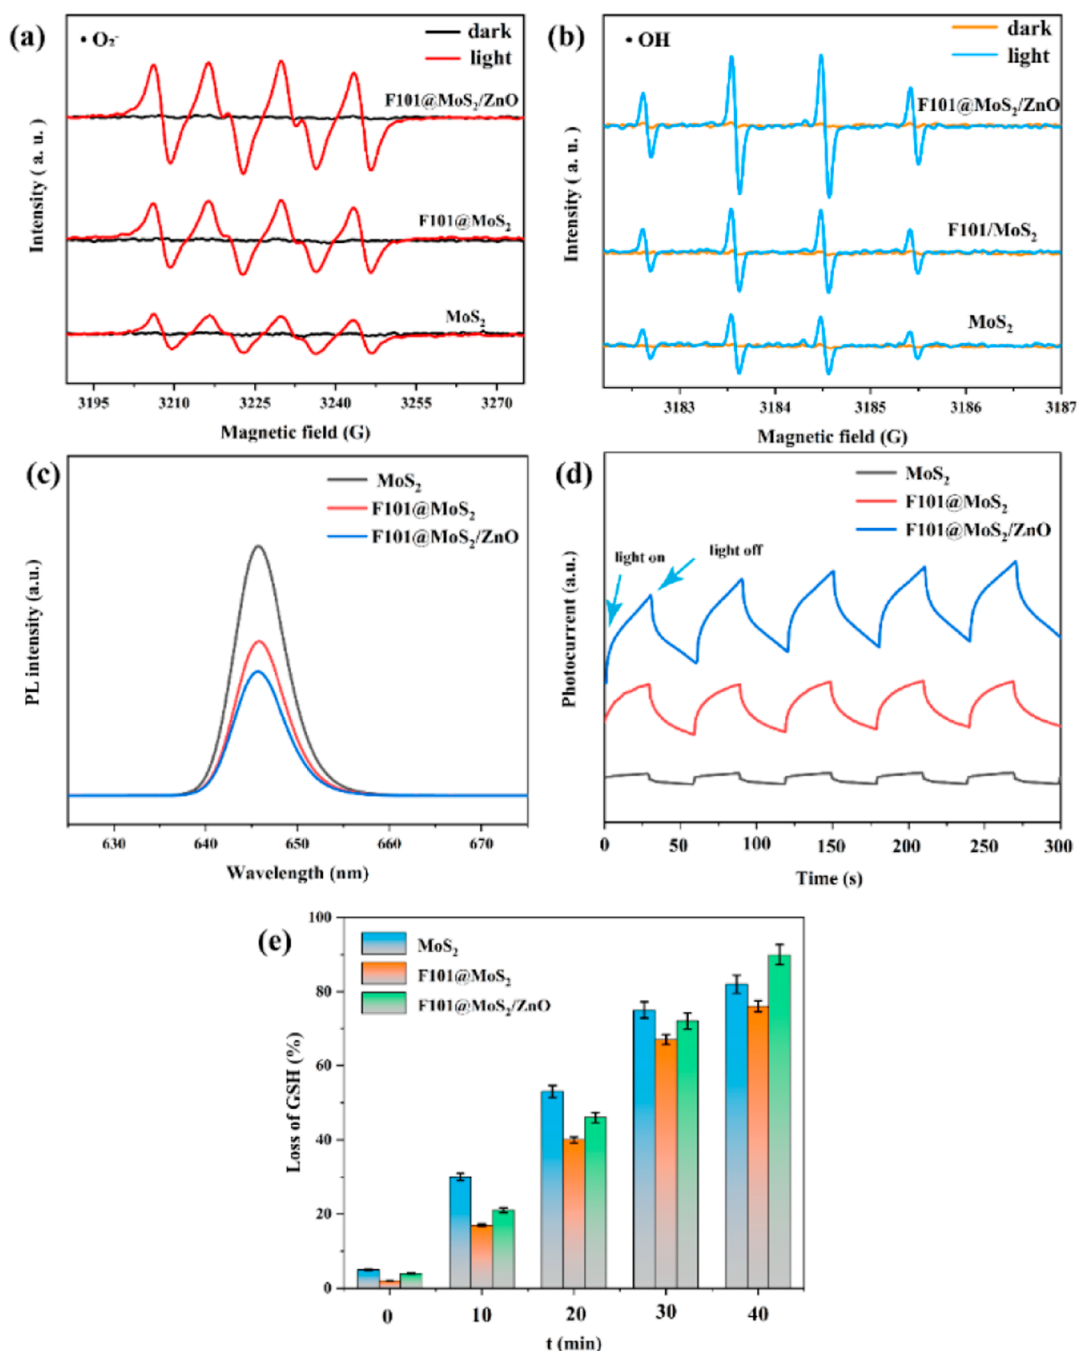 (a)
• O₂⁻
dark
light
F101@MoS₂/ZnO
F101@MoS₂
MoS₂
Intensity ( a. u. )
3195 3210 3225 3240 3255 3270
Magnetic field (G)
(b)
• OH
dark
light
F101@MoS₂/ZnO
F101/MoS₂
MoS₂
Intensity ( a. u. )
3183 3184 3185 3186 3187
Magnetic field (G)
(c)
MoS₂
F101@MoS₂
F101@MoS₂/ZnO
PL intensity (a.u.)
630 640 650 660 670
Wavelength (nm)
(d)
MoS₂
F101@MoS₂
F101@MoS₂/ZnO
light on
light off
Photocurrent (a.u.)
0 50 100 150 200 250 300
Time (s)
(e)
MoS₂
F101@MoS₂
F101@MoS₂/ZnO
Loss of GSH (%)
100
80
60
40
20
0
0 10 20 30 40
t (min)